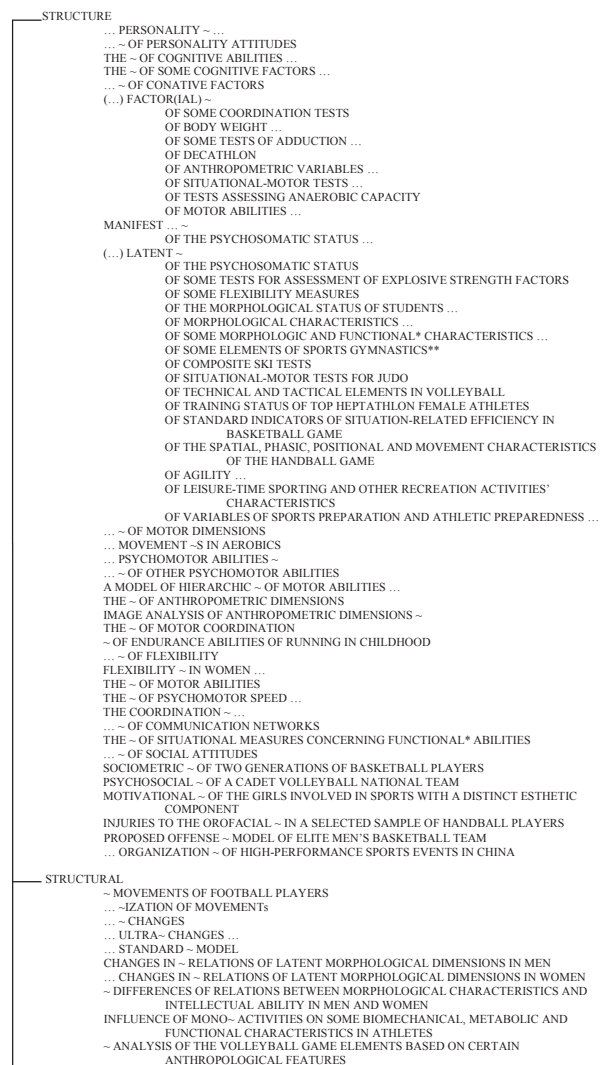 STRUCTURE
… PERSONALITY ~ …
… ~ OF PERSONALITY ATTITUDES
THE ~ OF COGNITIVE ABILITIES …
THE ~ OF SOME COGNITIVE FACTORS …
… ~ OF CONATIVE FACTORS
(…) FACTOR(IAL) ~
OF SOME COORDINATION TESTS
OF BODY WEIGHT …
OF SOME TESTS OF ADDUCTION …
OF DECATHLON
OF ANTHROPOMETRIC VARIABLES …
OF SITUATIONAL-MOTOR TESTS …
OF TESTS ASSESSING ANAEROBIC CAPACITY
OF MOTOR ABILITIES …
MANIFEST … ~
OF THE PSYCHOSOMATIC STATUS …
(…) LATENT ~
OF THE PSYCHOSOMATIC STATUS
OF SOME TESTS FOR ASSESSMENT OF EXPLOSIVE STRENGTH FACTORS
OF SOME FLEXIBILITY MEASURES
OF THE MORPHOLOGICAL STATUS OF STUDENTS …
OF MORPHOLOGICAL CHARACTERISTICS …
OF SOME MORPHOLOGIC AND FUNCTIONAL* CHARACTERISTICS …
OF SOME ELEMENTS OF SPORTS GYMNASTICS**
OF COMPOSITE SKI TESTS
OF SITUATIONAL-MOTOR TESTS FOR JUDO
OF TECHNICAL AND TACTICAL ELEMENTS IN VOLLEYBALL
OF TRAINING STATUS OF TOP HEPTATHLON FEMALE ATHLETES
OF STANDARD INDICATORS OF SITUATION-RELATED EFFICIENCY IN
BASKETBALL GAME
OF THE SPATIAL, PHASIC, POSITIONAL AND MOVEMENT CHARACTERISTICS
OF THE HANDBALL GAME
OF AGILITY …
OF LEISURE-TIME SPORTING AND OTHER RECREATION ACTIVITIES'
CHARACTERISTICS
OF VARIABLES OF SPORTS PREPARATION AND ATHLETIC PREPAREDNESS …
… ~ OF MOTOR DIMENSIONS
… MOVEMENT ~S IN AEROBICS
… PSYCHOMOTOR ABILITIES ~
… ~ OF OTHER PSYCHOMOTOR ABILITIES
A MODEL OF HIERARCHIC ~ OF MOTOR ABILITIES …
THE ~ OF ANTHROPOMETRIC DIMENSIONS
IMAGE ANALYSIS OF ANTHROPOMETRIC DIMENSIONS ~
THE ~ OF MOTOR COORDINATION
~ OF ENDURANCE ABILITIES OF RUNNING IN CHILDHOOD
… ~ OF FLEXIBILITY
FLEXIBILITY ~ IN WOMEN …
THE ~ OF MOTOR ABILITIES
THE ~ OF PSYCHOMOTOR SPEED …
THE COORDINATION ~ …
… ~ OF COMMUNICATION NETWORKS
THE ~ OF SITUATIONAL MEASURES CONCERNING FUNCTIONAL* ABILITIES
… ~ OF SOCIAL ATTITUDES
SOCIOMETRIC ~ OF TWO GENERATIONS OF BASKETBALL PLAYERS
PSYCHOSOCIAL ~ OF A CADET VOLLEYBALL NATIONAL TEAM
MOTIVATIONAL ~ OF THE GIRLS INVOLVED IN SPORTS WITH A DISTINCT ESTHETIC
COMPONENT
INJURIES TO THE OROFACIAL ~ IN A SELECTED SAMPLE OF HANDBALL PLAYERS
PROPOSED OFFENSE ~ MODEL OF ELITE MEN'S BASKETBALL TEAM
… ORGANIZATION ~ OF HIGH-PERFORMANCE SPORTS EVENTS IN CHINA
STRUCTURAL
~ MOVEMENTS OF FOOTBALL PLAYERS
… ~IZATION OF MOVEMENTs
… ~ CHANGES
… ULTRA~ CHANGES …
… STANDARD ~ MODEL
CHANGES IN ~ RELATIONS OF LATENT MORPHOLOGICAL DIMENSIONS IN MEN
… CHANGES IN ~ RELATIONS OF LATENT MORPHOLOGICAL DIMENSIONS IN WOMEN
~ DIFFERENCES OF RELATIONS BETWEEN MORPHOLOGICAL CHARACTERISTICS AND
INTELLECTUAL ABILITY IN MEN AND WOMEN
INFLUENCE OF MONO~ ACTIVITIES ON SOME BIOMECHANICAL, METABOLIC AND
FUNCTIONAL CHARACTERISTICS IN ATHLETES
~ ANALYSIS OF THE VOLLEYBALL GAME ELEMENTS BASED ON CERTAIN
ANTHROPOLOGICAL FEATURES